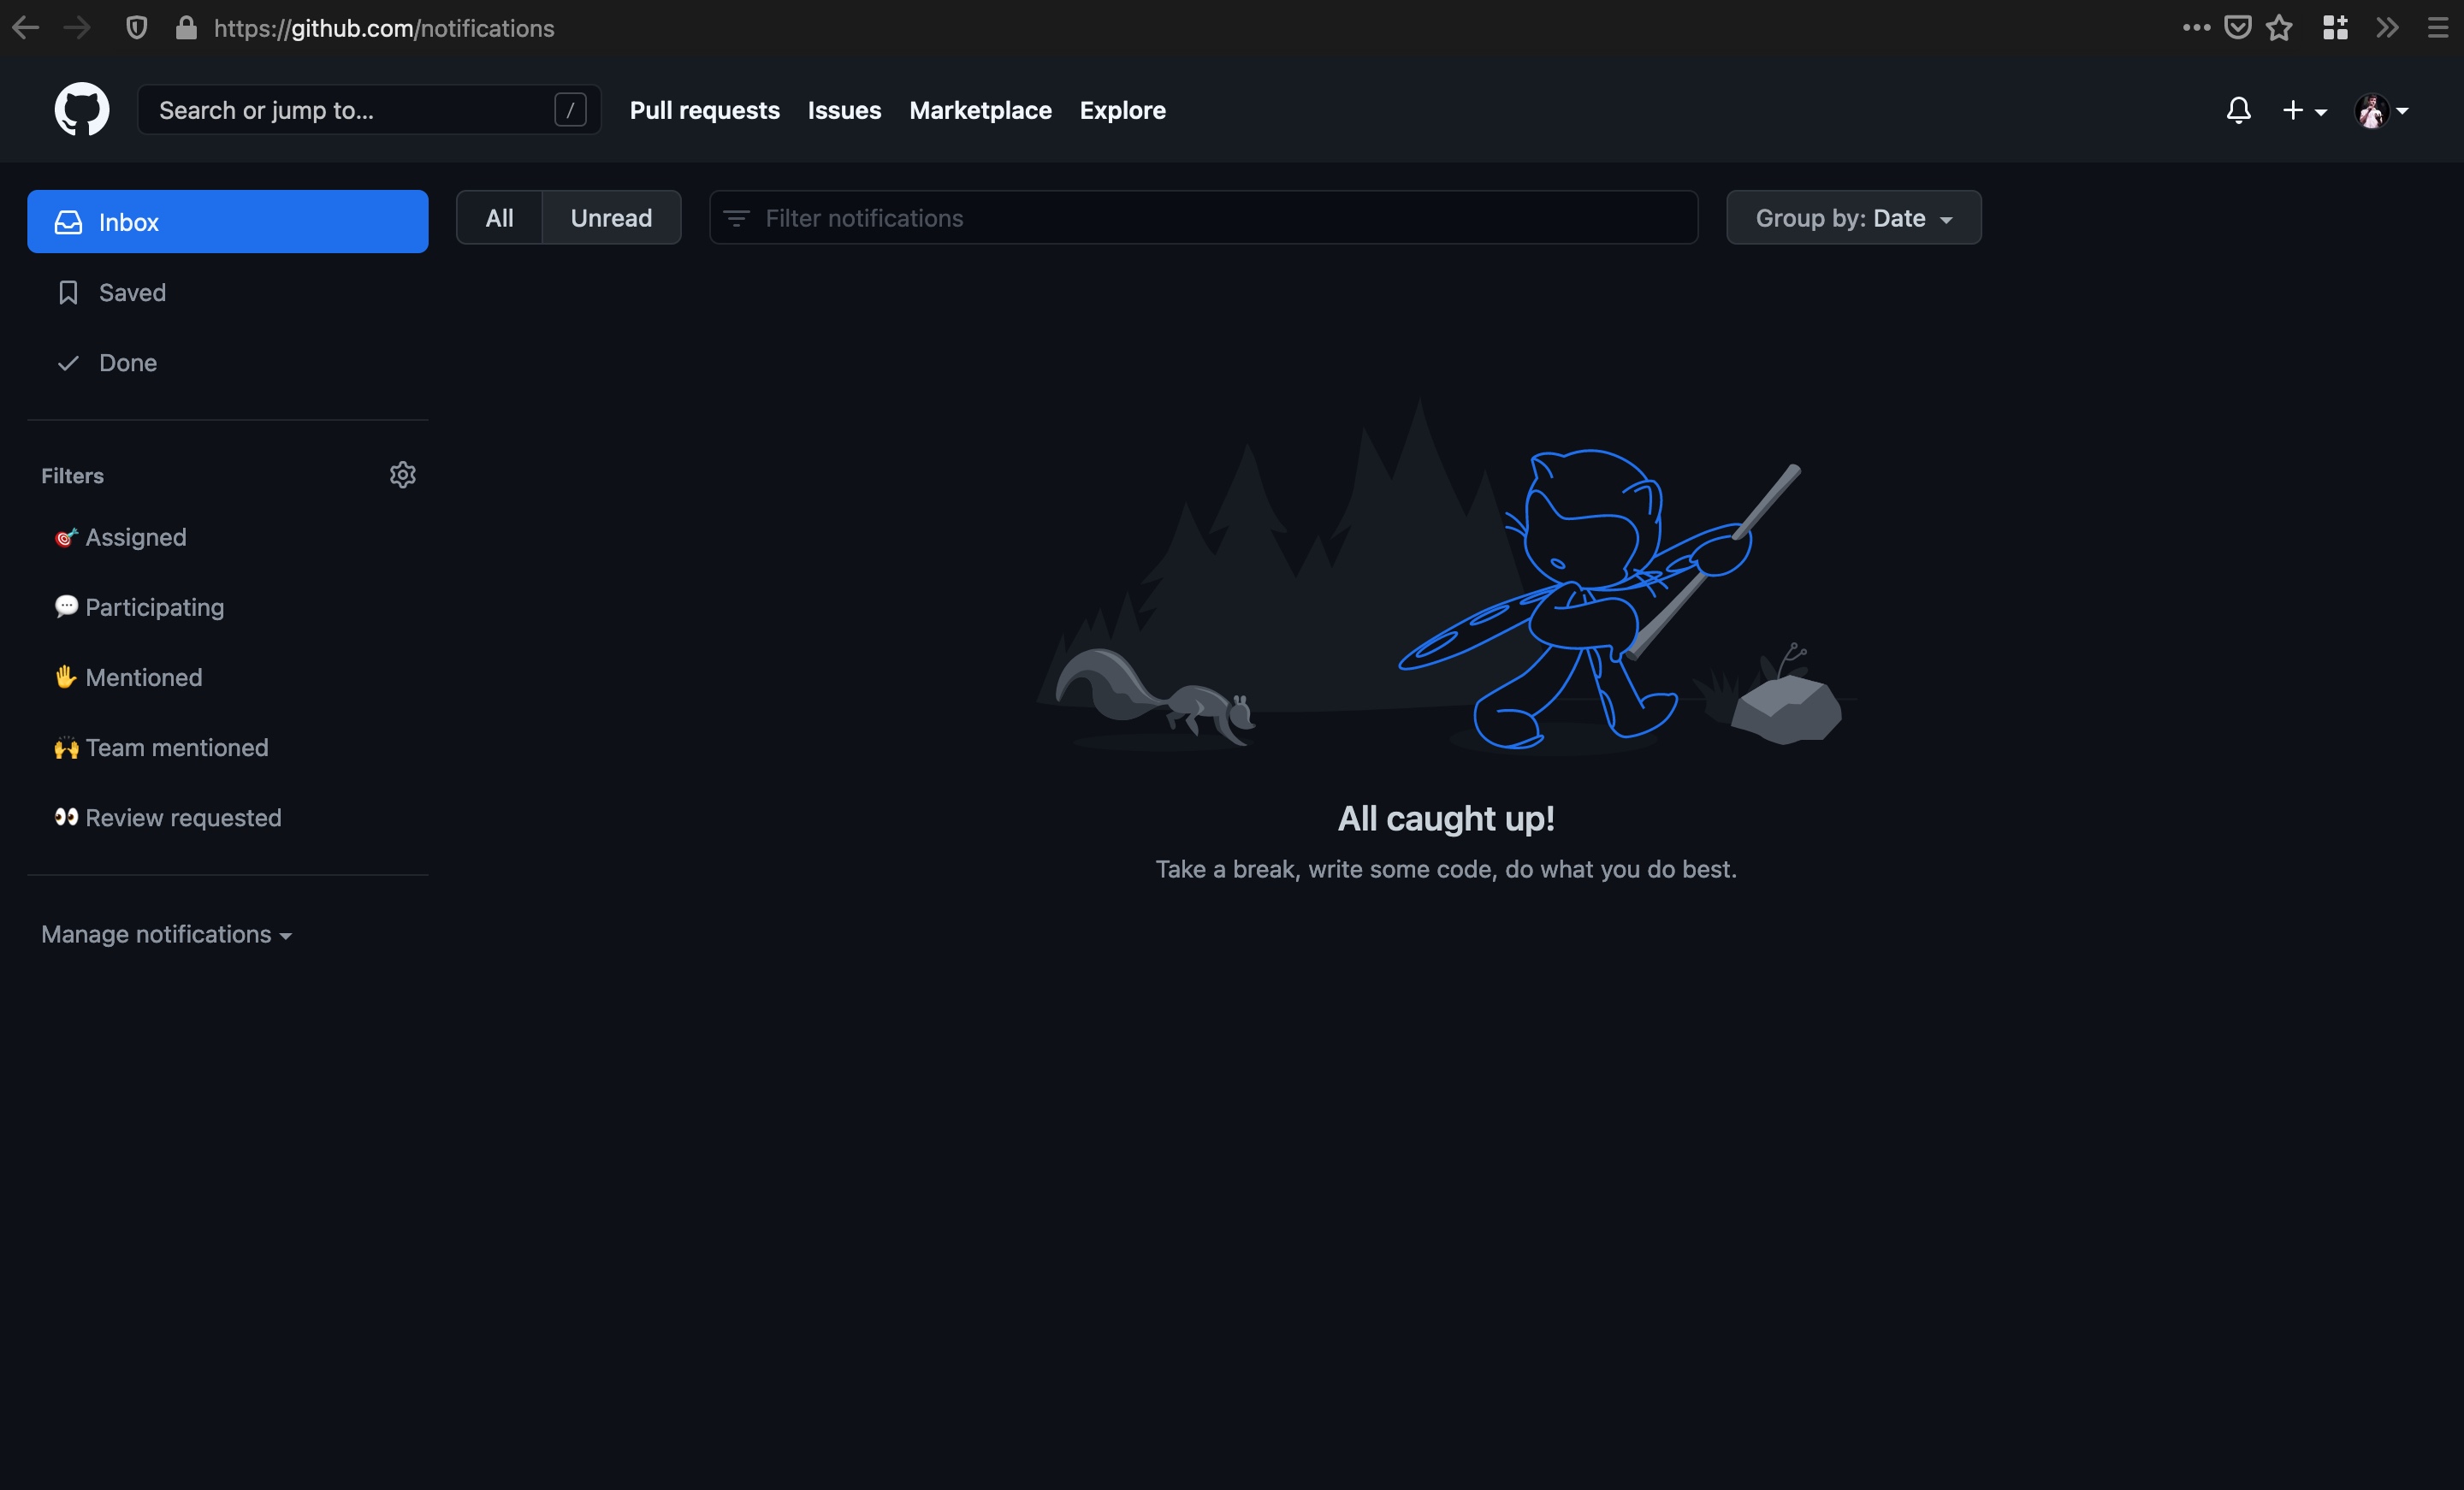 https://github.com/notifications
Search or jump to... /
Pull requests Issues Marketplace Explore
Inbox
All Unread
Filter notifications
Group by: Date
Saved
Done
Filters
Assigned
Participating
Mentioned
Team mentioned
Review requested
All caught up!
Take a break, write some code, do what you do best.
Manage notifications